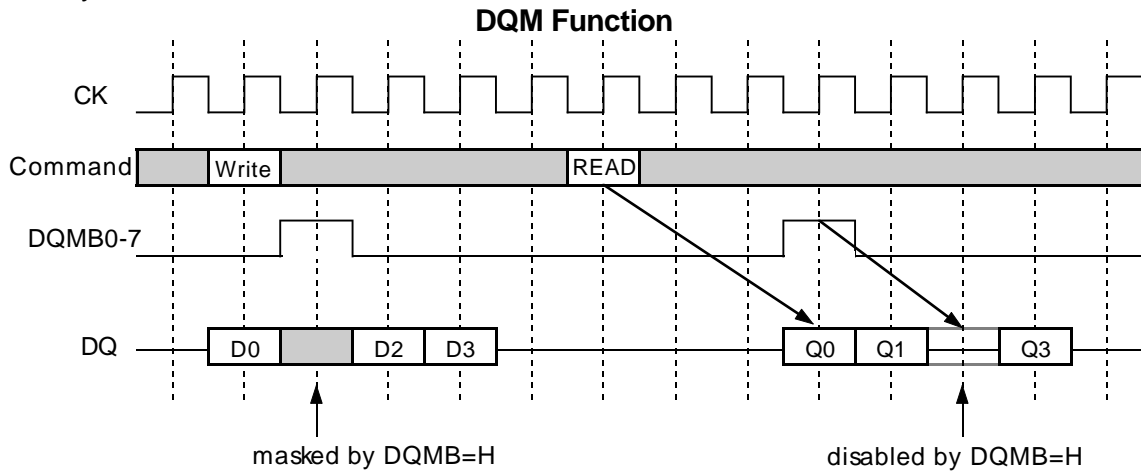 DQM Function
CK
Command
Write
READ
DQMB0-7
DQ
D0
D2
D3
Q0
Q1
Q3
masked by DQMB=H
disabled by DQMB=H